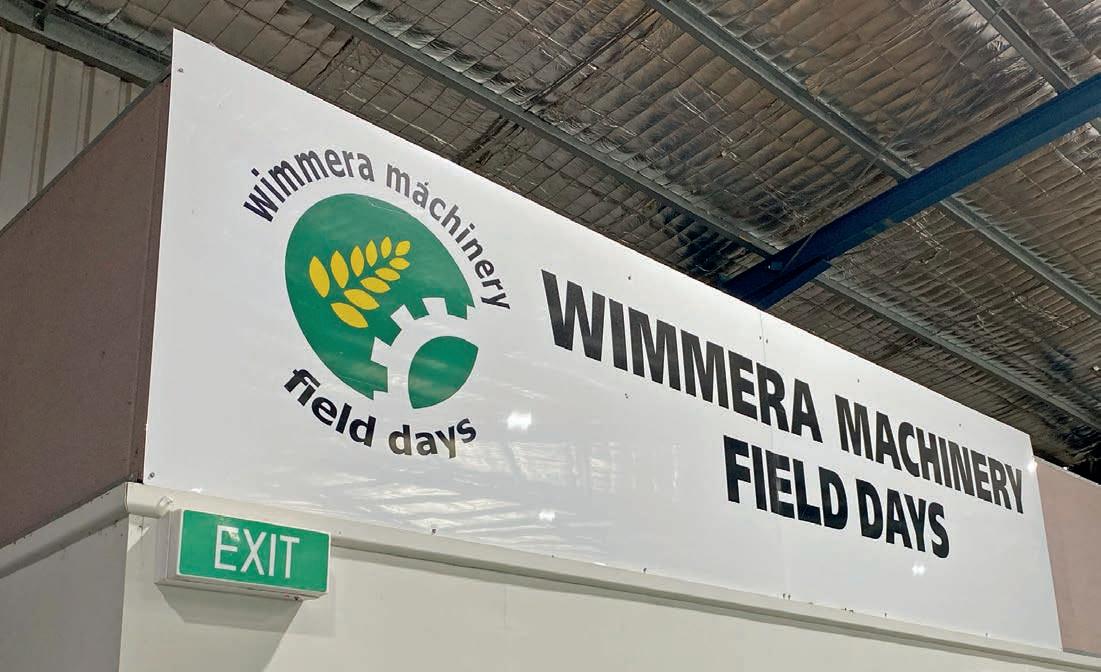 wimmera machinery
field days
WIMMERA MACHINERY
FIELD DAYS
EXIT